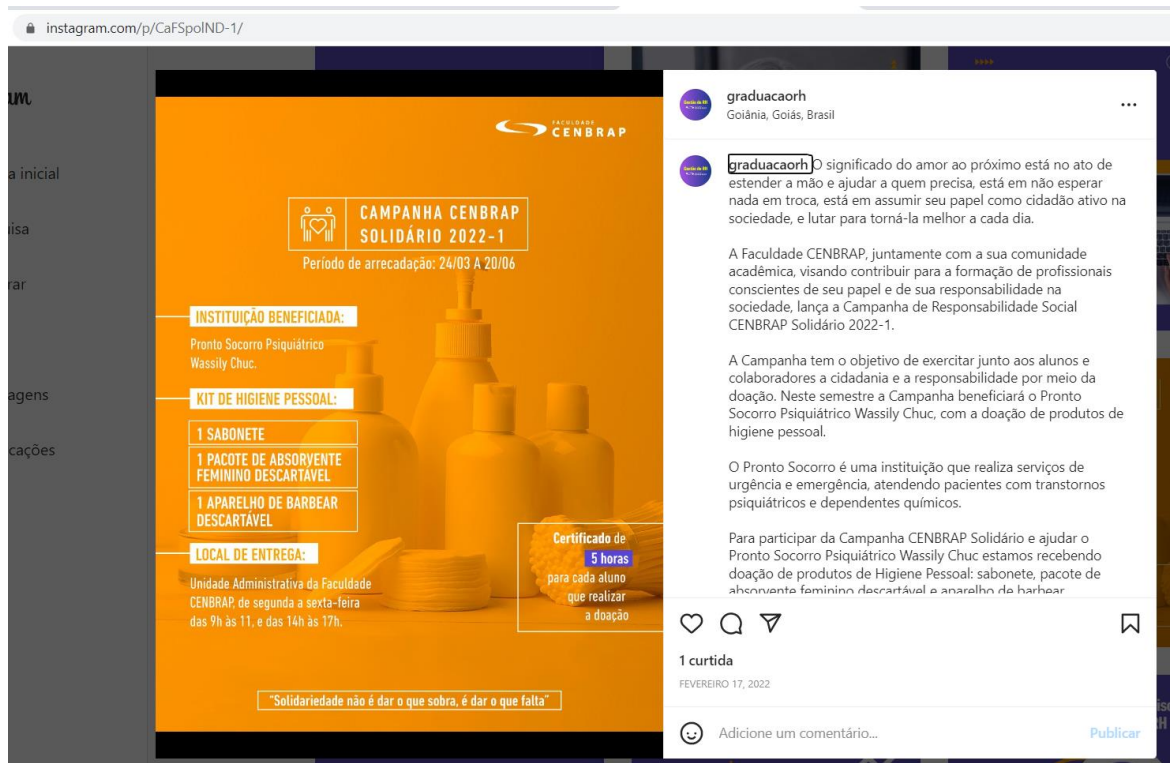 instagram.com/p/CaFSpolND-1/
am
a inicial
uisa
rar
agens
cações
FACULDADE
CENBRAP
CAMPANHA CENBRAP
SOLIDÁRIO 2022-1
Período de arrecadação: 24/03 A 20/06
INSTITUIÇÃO BENEFICIADA:
Pronto Socorro Psiquiátrico
Wassily Chuc.
KIT DE HIGIENE PESSOAL:
1 SABONETE
1 PACOTE DE ABSORVENTE
FEMININO DESCARTÁVEL
1 APARELHO DE BARBEAR
DESCARTÁVEL
LOCAL DE ENTREGA:
Unidade Administrativa da Faculdade
CENBRAP, de segunda a sexta-feira
das 9h às 11, e das 14h às 17h.
Certificado de
5 horas
para cada aluno
que realizar
a doação
"Solidariedade não é dar o que sobra, é dar o que falta"
graduacaorh
Goiânia, Goiás, Brasil
graduacaorh O significado do amor ao próximo está no ato de
estender a mão e ajudar a quem precisa, está em não esperar
nada em troca, está em assumir seu papel como cidadão ativo na
sociedade, e lutar para torná-la melhor a cada dia.
A Faculdade CENBRAP, juntamente com a sua comunidade
acadêmica, visando contribuir para a formação de profissionais
conscientes de seu papel e de sua responsabilidade na
sociedade, lança a Campanha de Responsabilidade Social
CENBRAP Solidário 2022-1.
A Campanha tem o objetivo de exercitar junto aos alunos e
colaboradores a cidadania e a responsabilidade por meio da
doação. Neste semestre a Campanha beneficiará o Pronto
Socorro Psiquiátrico Wassily Chuc, com a doação de produtos de
higiene pessoal.
O Pronto Socorro é uma instituição que realiza serviços de
urgência e emergência, atendendo pacientes com transtornos
psiquiátricos e dependentes químicos.
Para participar da Campanha CENBRAP Solidário e ajudar o
Pronto Socorro Psiquiátrico Wassily Chuc estamos recebendo
doação de produtos de Higiene Pessoal: sabonete, pacote de
absorvente feminino descartável e aparelho de barbear
1 curtida
FEVEREIRO 17, 2022
Adicione um comentário...
Publicar